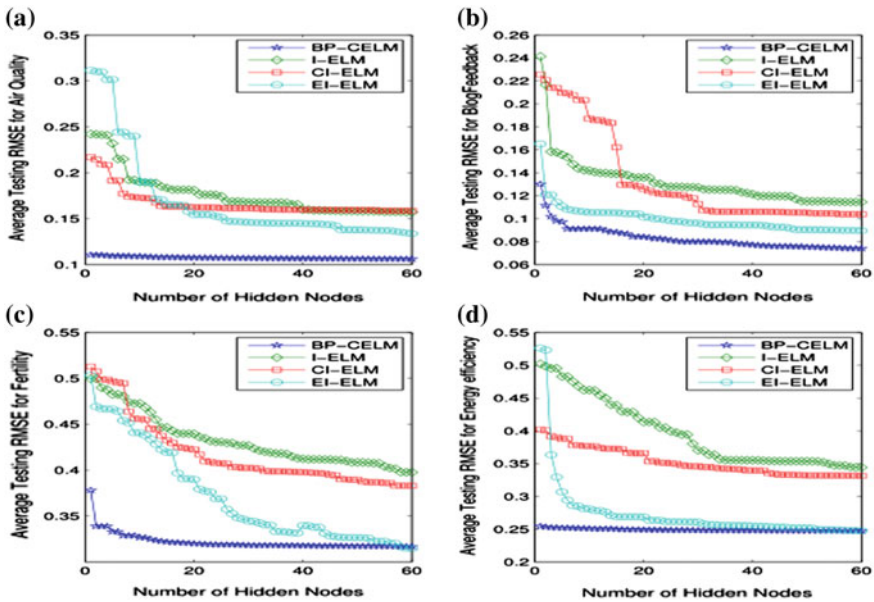 (a)
Average Testing RMSE for Air Quality
0.35
0.3
0.25
0.2
0.15
0.1
BP-CELM
I-ELM
CI-ELM
EI-ELM
0
20
40
60
Number of Hidden Nodes
(b)
Average Testing RMSE for BlogFeedback
0.26
0.24
0.22
0.2
0.18
0.16
0.14
0.12
0.1
0.08
0.06
BP-CELM
I-ELM
CI-ELM
EI-ELM
0
20
40
60
Number of Hidden Nodes
(c)
Average Testing RMSE for Fertility
0.55
0.5
0.45
0.4
0.35
BP-CELM
I-ELM
CI-ELM
EI-ELM
0
20
40
60
Number of Hidden Nodes
(d)
Average Testing RMSE for Energy efficiency
0.55
0.5
0.45
0.4
0.35
0.3
0.25
0.2
BP-CELM
I-ELM
CI-ELM
EI-ELM
0
20
40
60
Number of Hidden Nodes